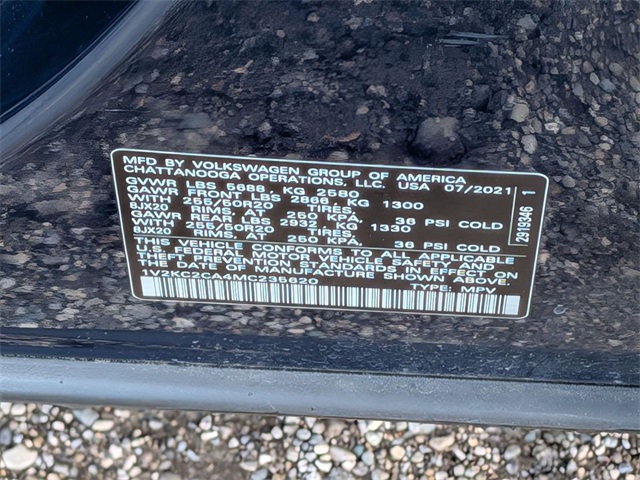 MFD BY VOLKSWAGEN GROUP OF AMERICA
CHATTANOOGA OPERATIONS, LLC. USA 07/2021
GVWR LBS 5688, KG 2580
GAWR FRONT LBS 2866, KG 1300
WITH 255/50R20 TIRES,
8JX20 RIMS, AT 250 KPA, 36 PSI COLD
GAWR REAR LBS 2932, KG 1330
WITH 255/50R20 TIRES,
8JX20 RIMS, AT 250 KPA, 36 PSI COLD
THIS VEHICLE CONFORMS TO ALL APPLICABLE
U.S. FEDERAL MOTOR VEHICLE SAFETY AND
THEFT PREVENTION STANDARDS IN EFFECT
ON THE DATE OF MANUFACTURE SHOWN ABOVE.
1V2KC2CA4MC235620 TYPE: MPV
2919346 1